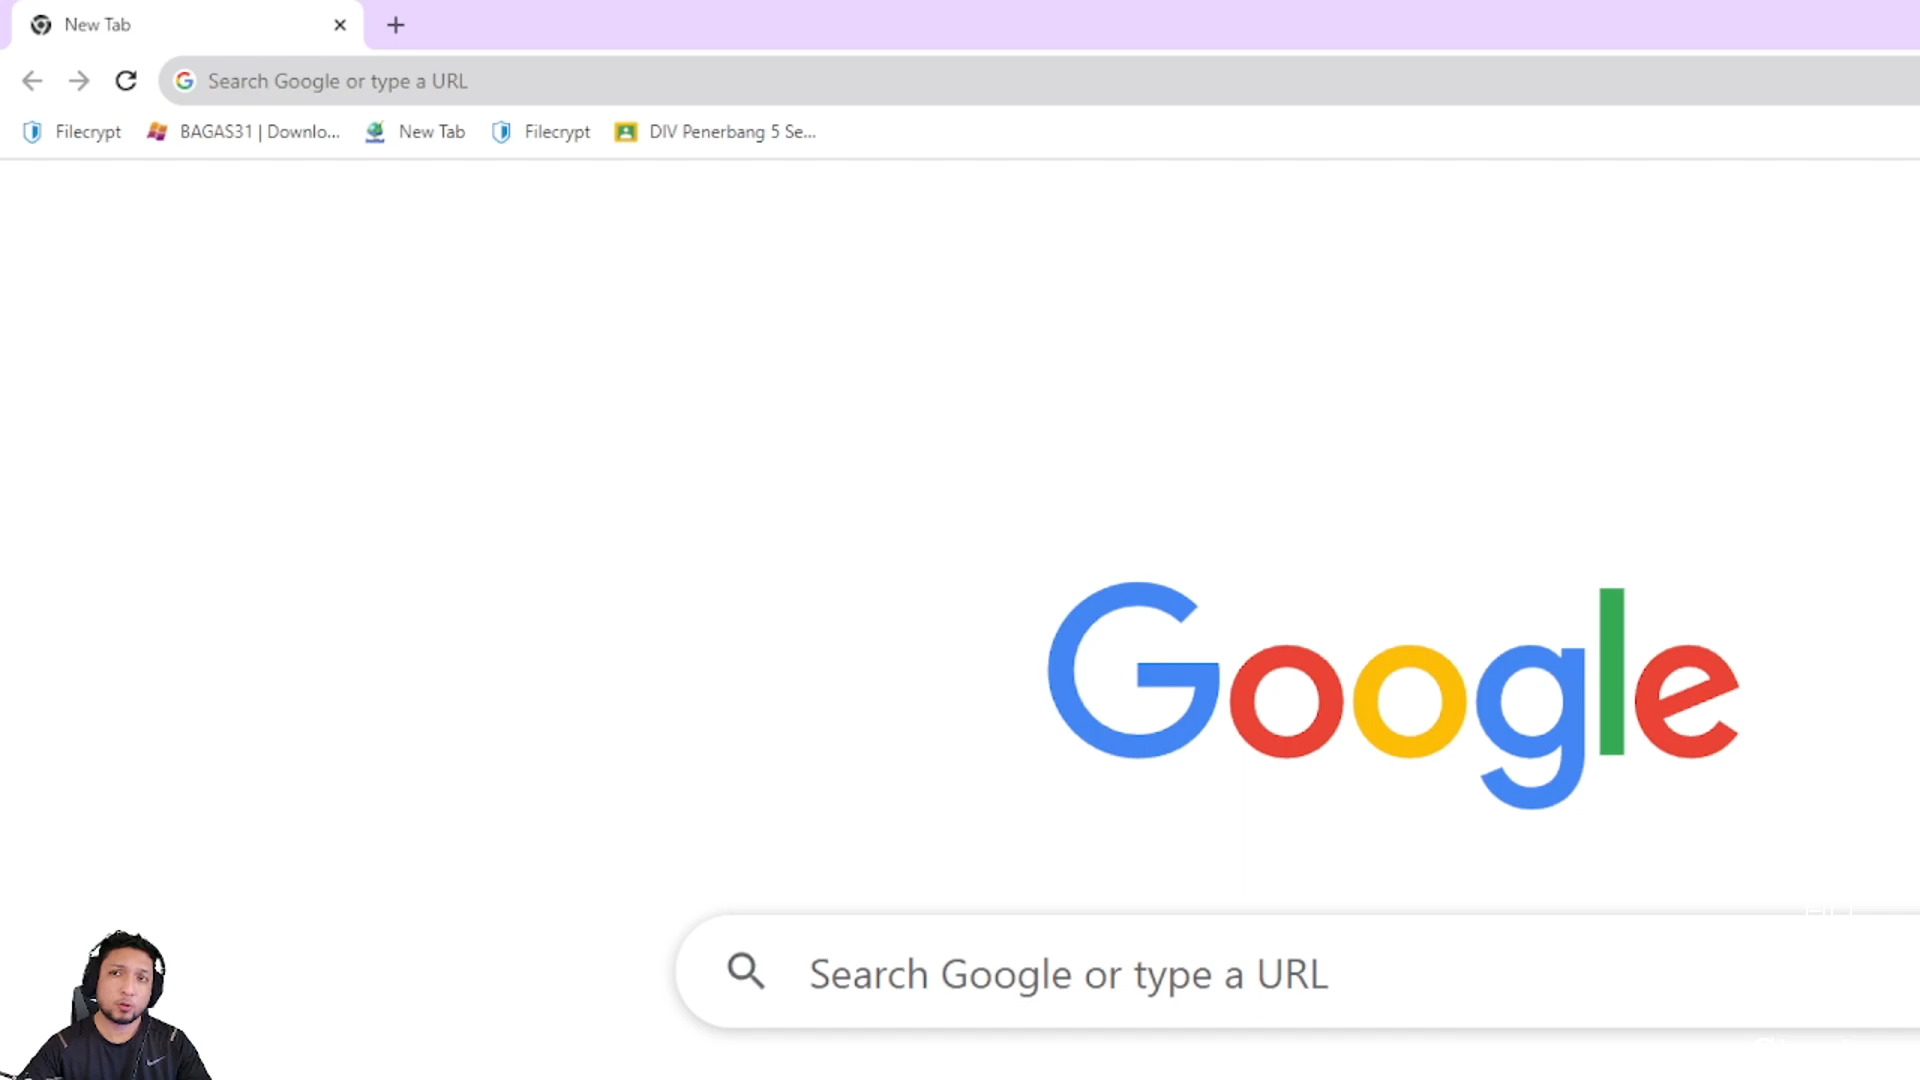 New Tab
Search Google or type a URL
Filecrypt BAGAS31 | Downlo... New Tab Filecrypt DIV Penerbang 5 Se...
Google
Search Google or type a URL